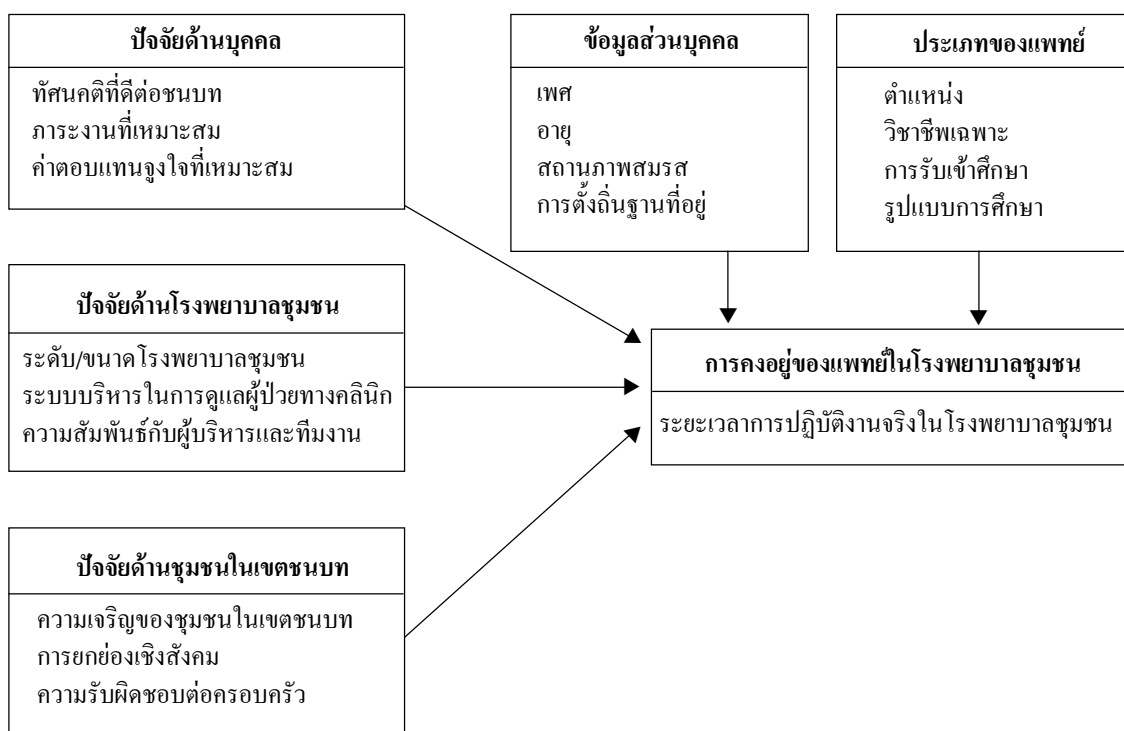 ปัจจัยด้านบุคคล
ทัศนคติที่ดีต่อชนบท
ภาระงานที่เหมาะสม
ค่าตอบแทนจูงใจที่เหมาะสม
ข้อมูลส่วนบุคคล
เพศ
อายุ
สถานภาพสมรส
การตั้งถิ่นฐานที่อยู่
ประเภทของแพทย์
ตำแหน่ง
วิชาชีพเฉพาะ
การรับเข้าศึกษา
รูปแบบการศึกษา
ปัจจัยด้านโรงพยาบาลชุมชน
ระดับ/ขนาดโรงพยาบาลชุมชน
ระบบบริหารในการดูแลผู้ป่วยทางคลินิก
ความสัมพันธ์กับผู้บริหารและทีมงาน
การคงอยู่ของแพทย์ในโรงพยาบาลชุมชน
ระยะเวลาการปฏิบัติงานจริงในโรงพยาบาลชุมชน
ปัจจัยด้านชุมชนในเขตชนบท
ความเจริญของชุมชนในเขตชนบท
การยกย่องเชิงสังคม
ความรับผิดชอบต่อครอบครัว